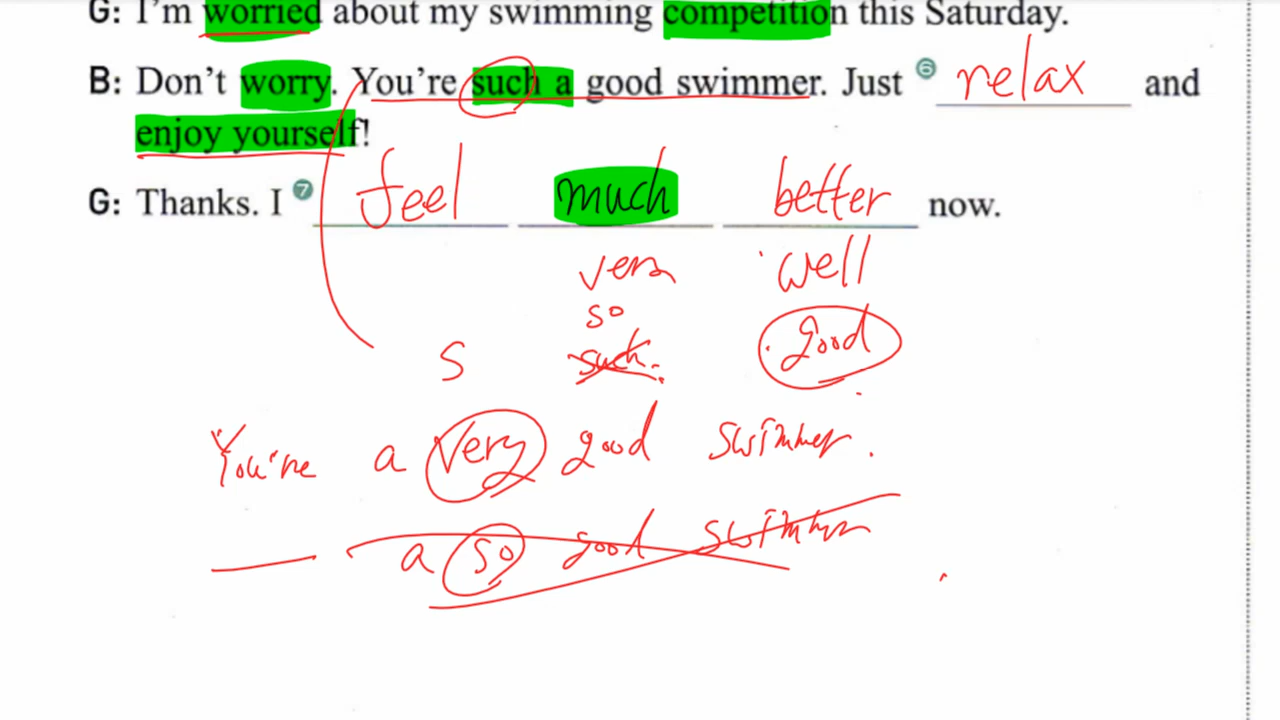 G: I'm worried about my swimming competition this Saturday.
B: Don't worry. You're such a good swimmer. Just ⑥ relax and
enjoy yourself!
G: Thanks. I ⑦ feel much better now.
very well
so
such. good
s
You're a very good swimmer.
a so good swimmer